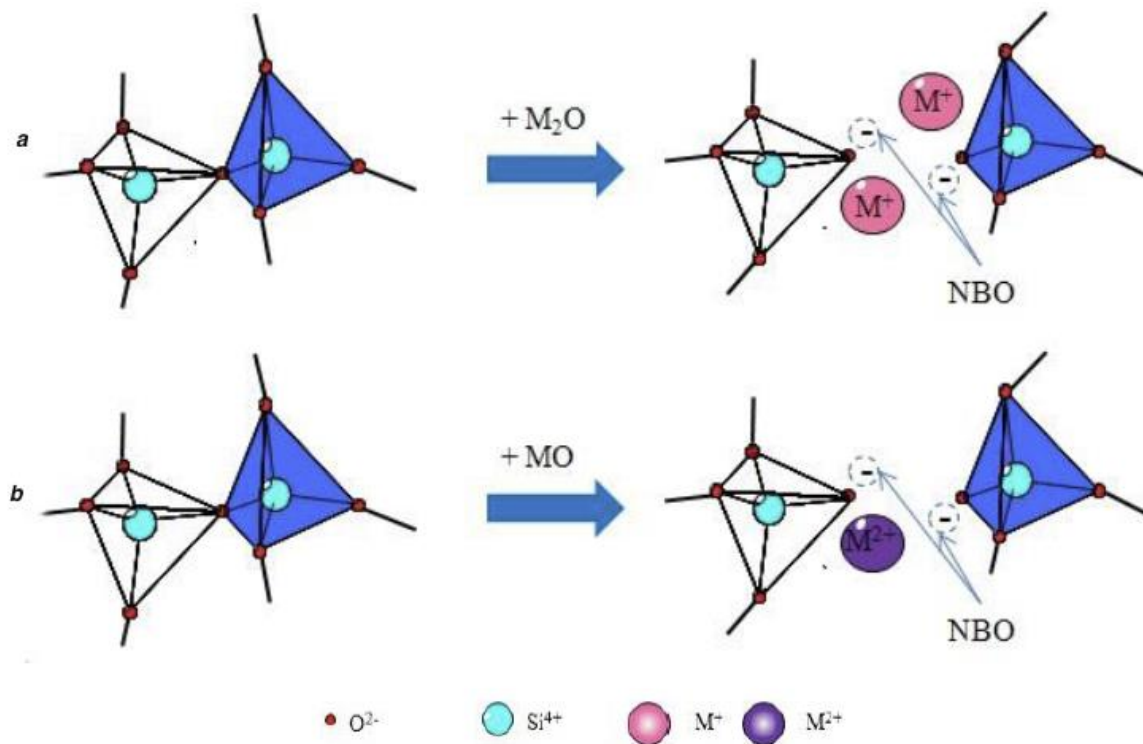 a
+ M₂O
-
M⁺
-
M⁺
NBO
b
+ MO
-
-
M²⁺
NBO
O²⁻ Si⁴⁺ M⁺ M²⁺